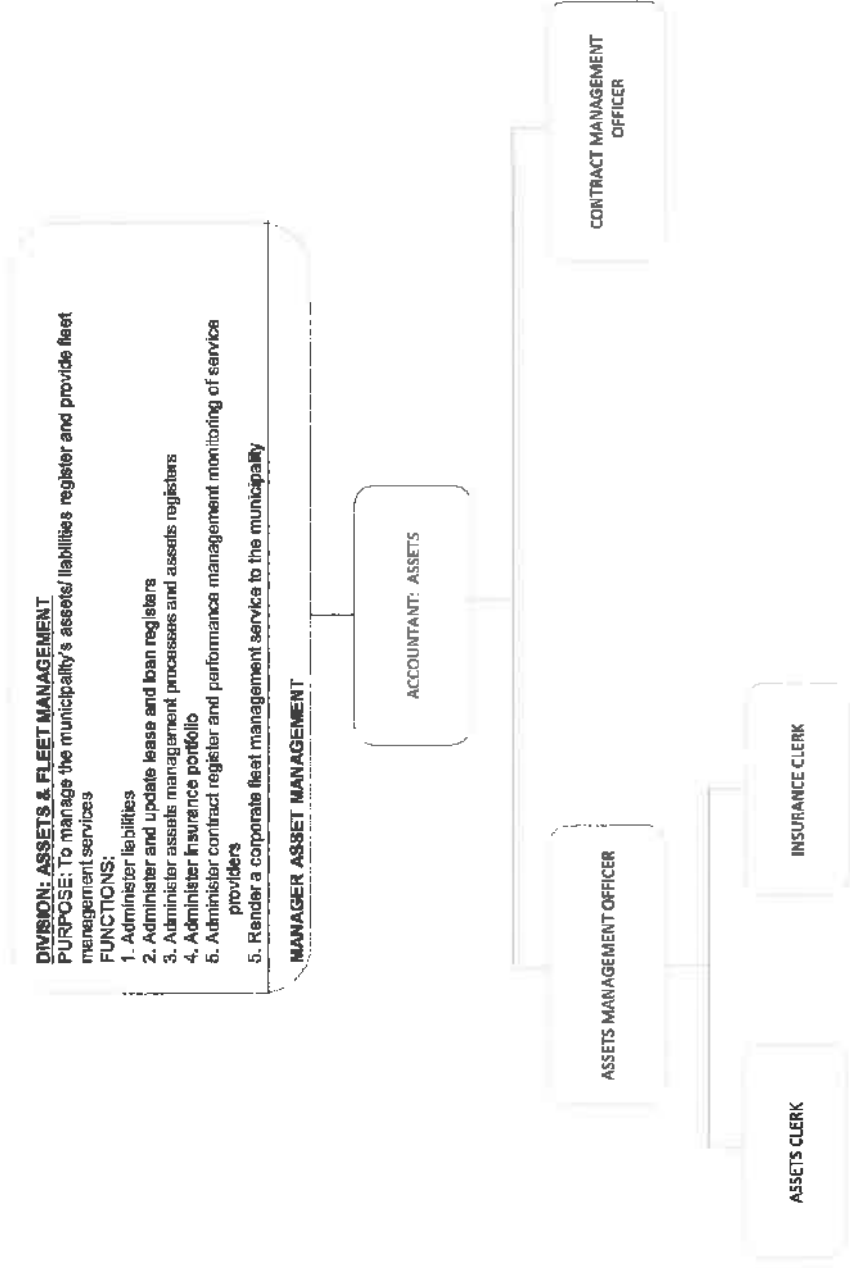 DIVISION: ASSETS & FLEET MANAGEMENT
PURPOSE: To manage the municipality's assets/ liabilities register and provide fleet
management services
FUNCTIONS:
1. Administer liabilities
2. Administer and update lease and loan registers
3. Administer assets management processes and assets registers
4. Administer insurance portfolio
5. Administer contract register and performance management monitoring of service
providers
5. Render a corporate fleet management service to the municipality
MANAGER ASSET MANAGEMENT
ACCOUNTANT: ASSETS
ASSETS MANAGEMENT OFFICER
CONTRACT MANAGEMENT
OFFICER
ASSETS CLERK
INSURANCE CLERK